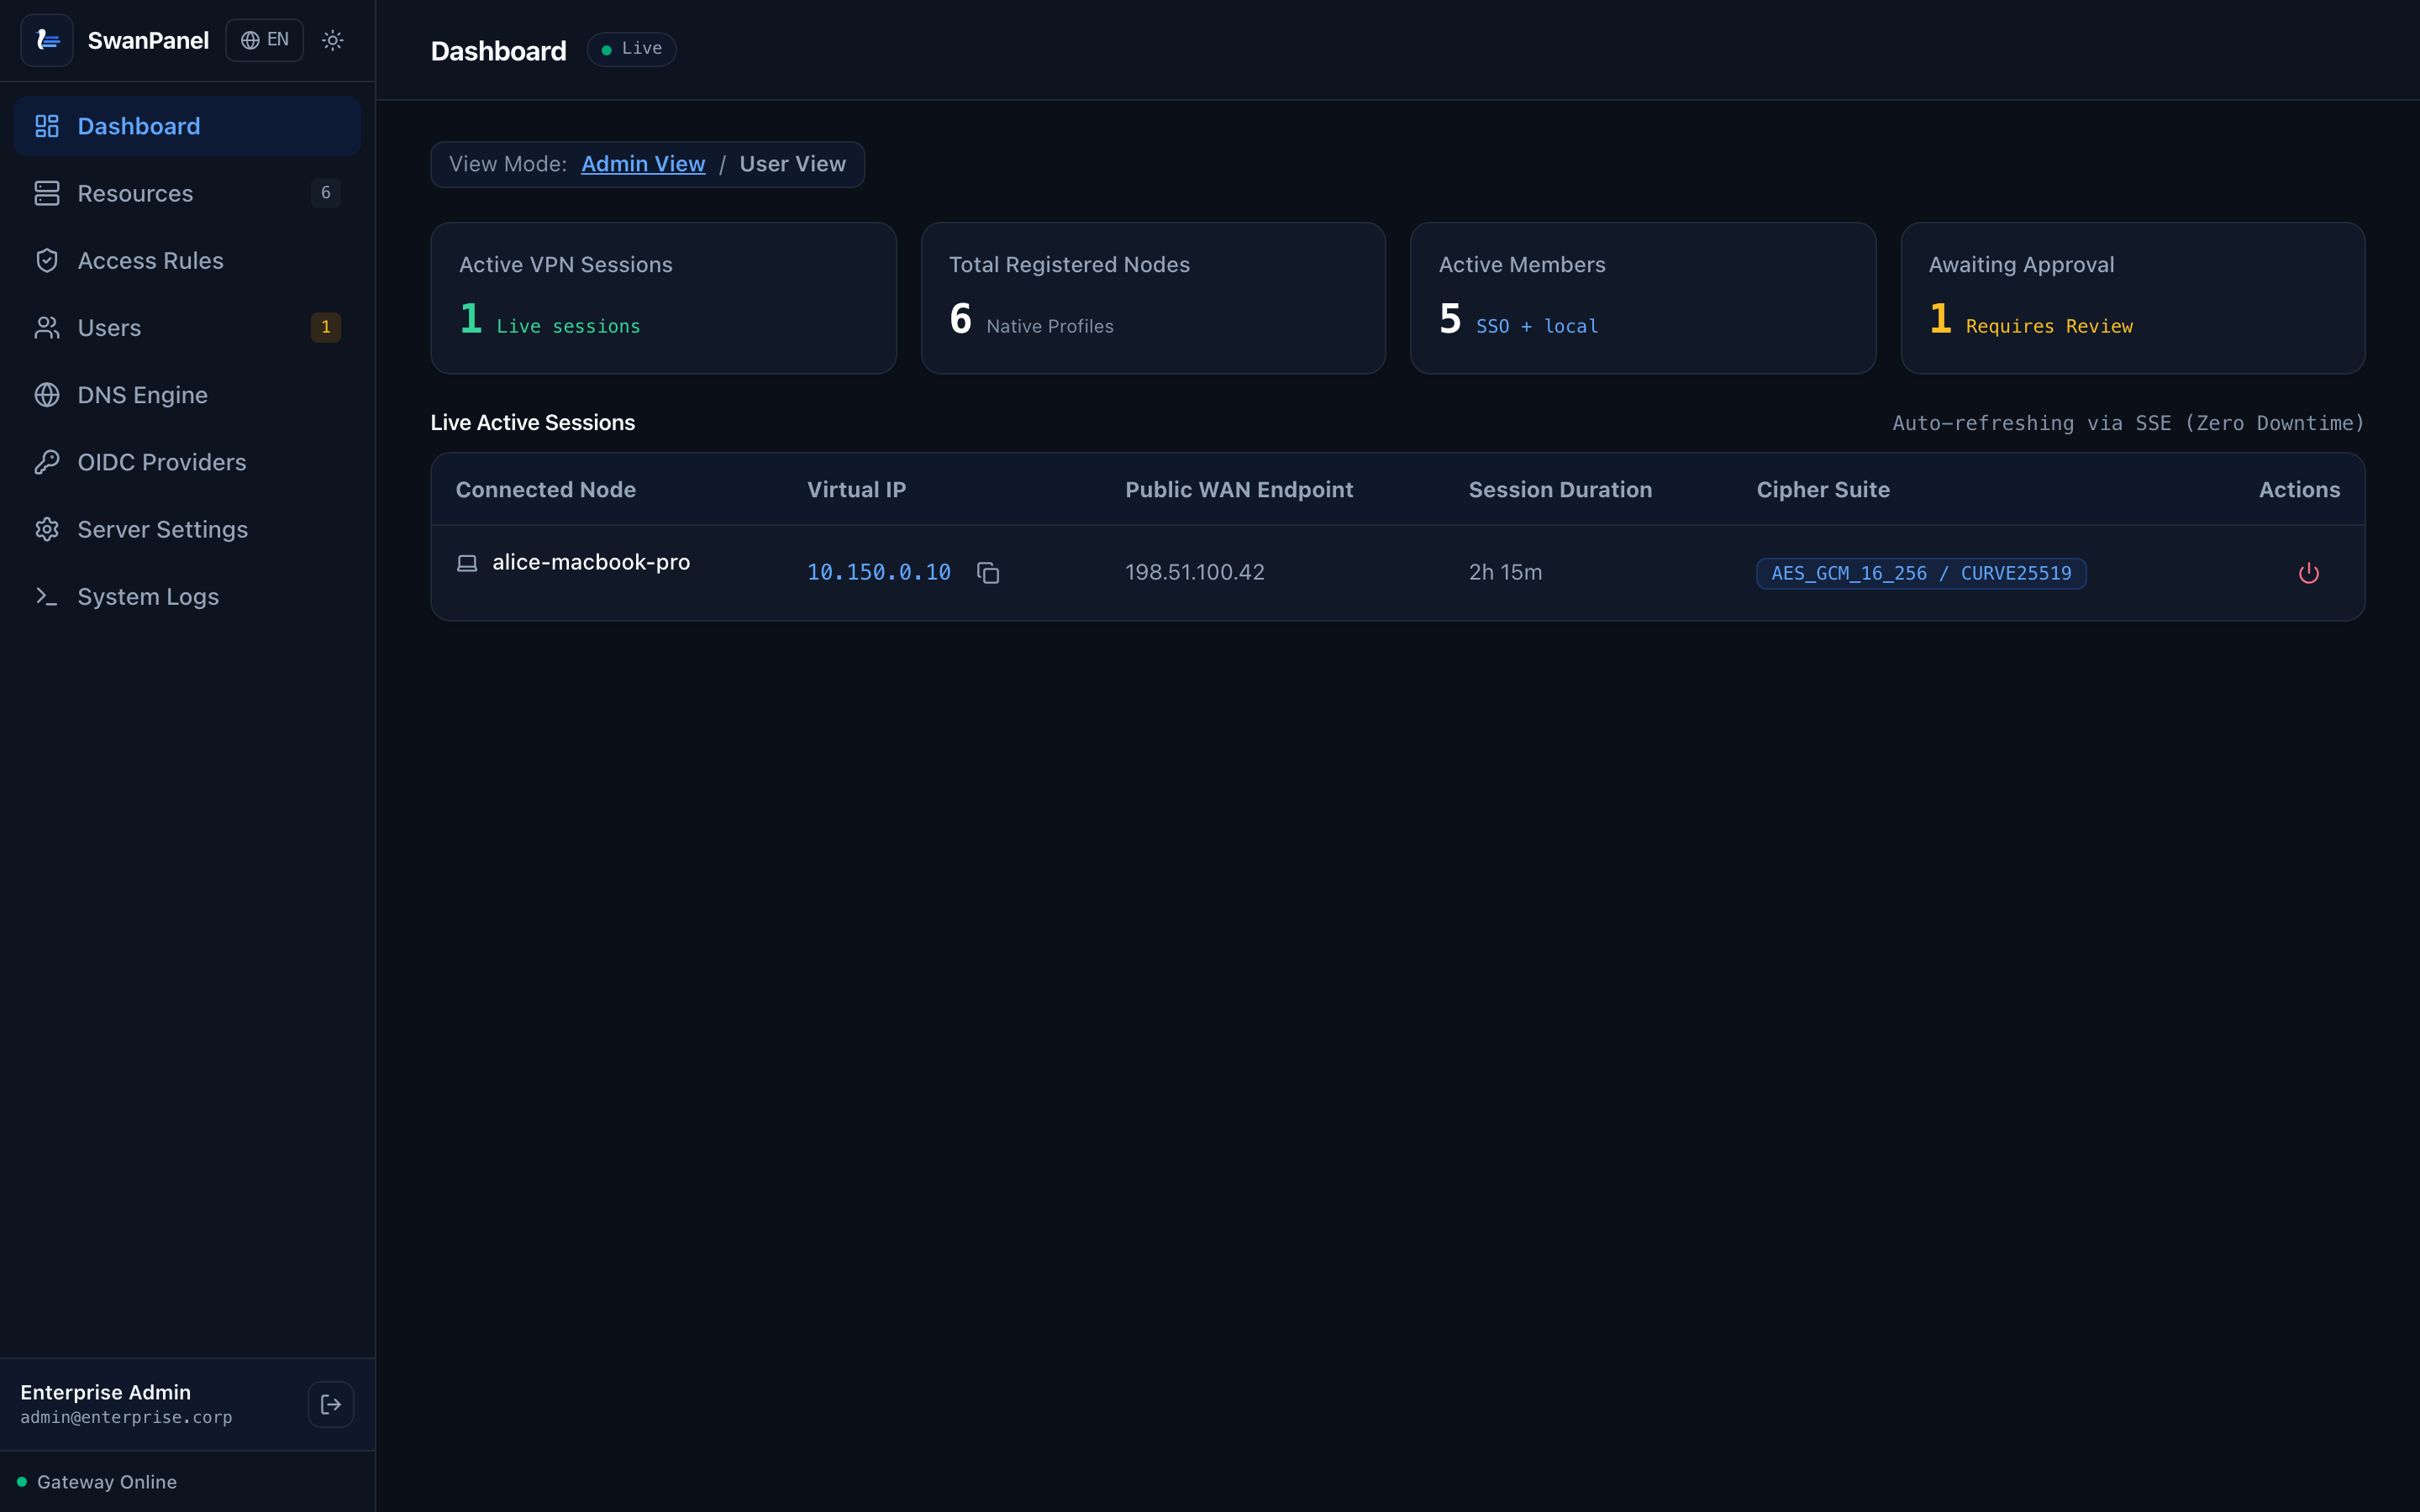 SwanPanel
EN
Dashboard
Resources 6
Access Rules
Users 1
DNS Engine
OIDC Providers
Server Settings
System Logs
Enterprise Admin
admin@enterprise.corp
Gateway Online
Dashboard Live
View Mode: Admin View / User View
Active VPN Sessions
1 Live sessions
Total Registered Nodes
6 Native Profiles
Active Members
5 SSO + local
Awaiting Approval
1 Requires Review
Live Active Sessions
Auto-refreshing via SSE (Zero Downtime)
Connected Node Virtual IP Public WAN Endpoint Session Duration Cipher Suite Actions
alice-macbook-pro 10.150.0.10 198.51.100.42 2h 15m AES_GCM_16_256 / CURVE25519